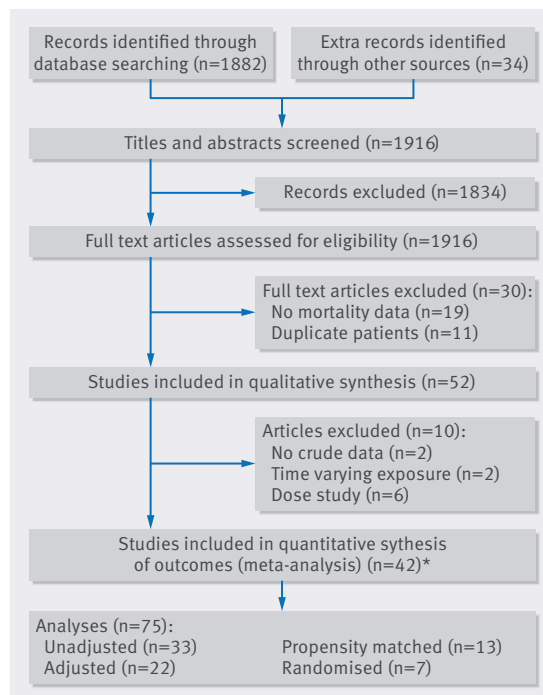 Records identified through
database searching (n=1882)
Extra records identified
through other sources (n=34)
Titles and abstracts screened (n=1916)
Records excluded (n=1834)
Full text articles assessed for eligibility (n=1916)
Full text articles excluded (n=30):
No mortality data (n=19)
Duplicate patients (n=11)
Studies included in qualitative synthesis (n=52)
Articles excluded (n=10):
No crude data (n=2)
Time varying exposure (n=2)
Dose study (n=6)
Studies included in quantitative sythesis
of outcomes (meta-analysis) (n=42)*
Analyses (n=75):
Unadjusted (n=33)
Adjusted (n=22)
Propensity matched (n=13)
Randomised (n=7)